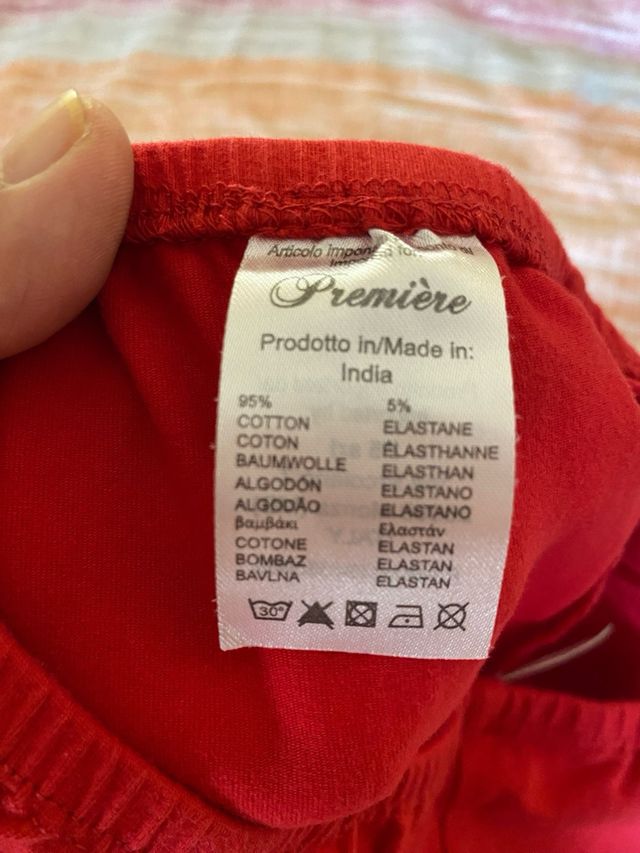 Articolo
Première
Prodotto in/Made in:
India
95%
COTTON
COTON
BAUMWOLLE
ALGODÓN
ALGODÃO
βαμβάκι
COTONE
BOMBAZ
BAVLNA
5%
ELASTANE
ÉLASTHANNE
ELASTHAN
ELASTANO
ELASTANO
ελαστάν
ELASTAN
ELASTAN
ELASTAN
30°